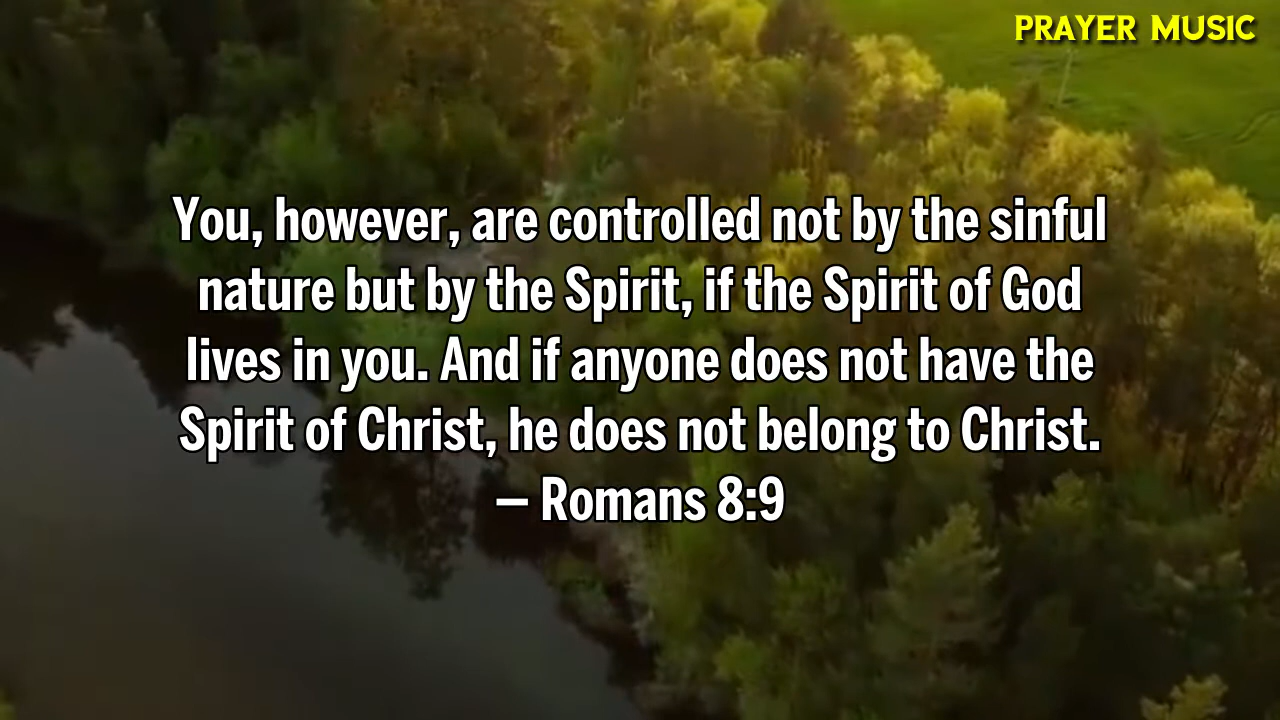 PRAYER MUSIC
You, however, are controlled not by the sinful
nature but by the Spirit, if the Spirit of God
lives in you. And if anyone does not have the
Spirit of Christ, he does not belong to Christ.
– Romans 8:9